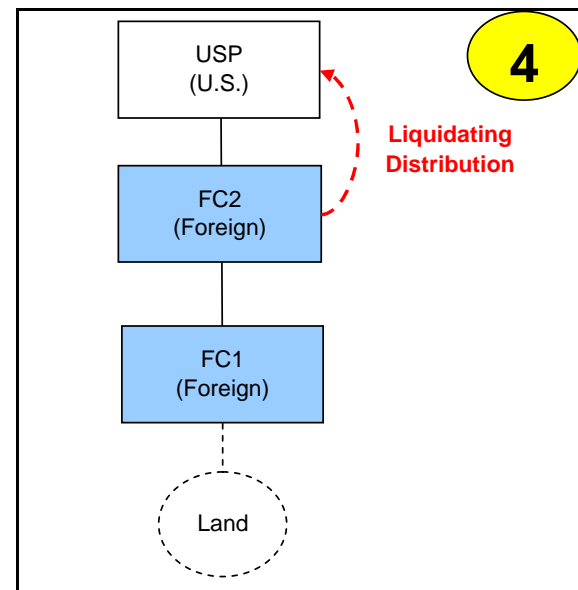 4
USP
(U.S.)
Liquidating
Distribution
FC2
(Foreign)
FC1
(Foreign)
Land